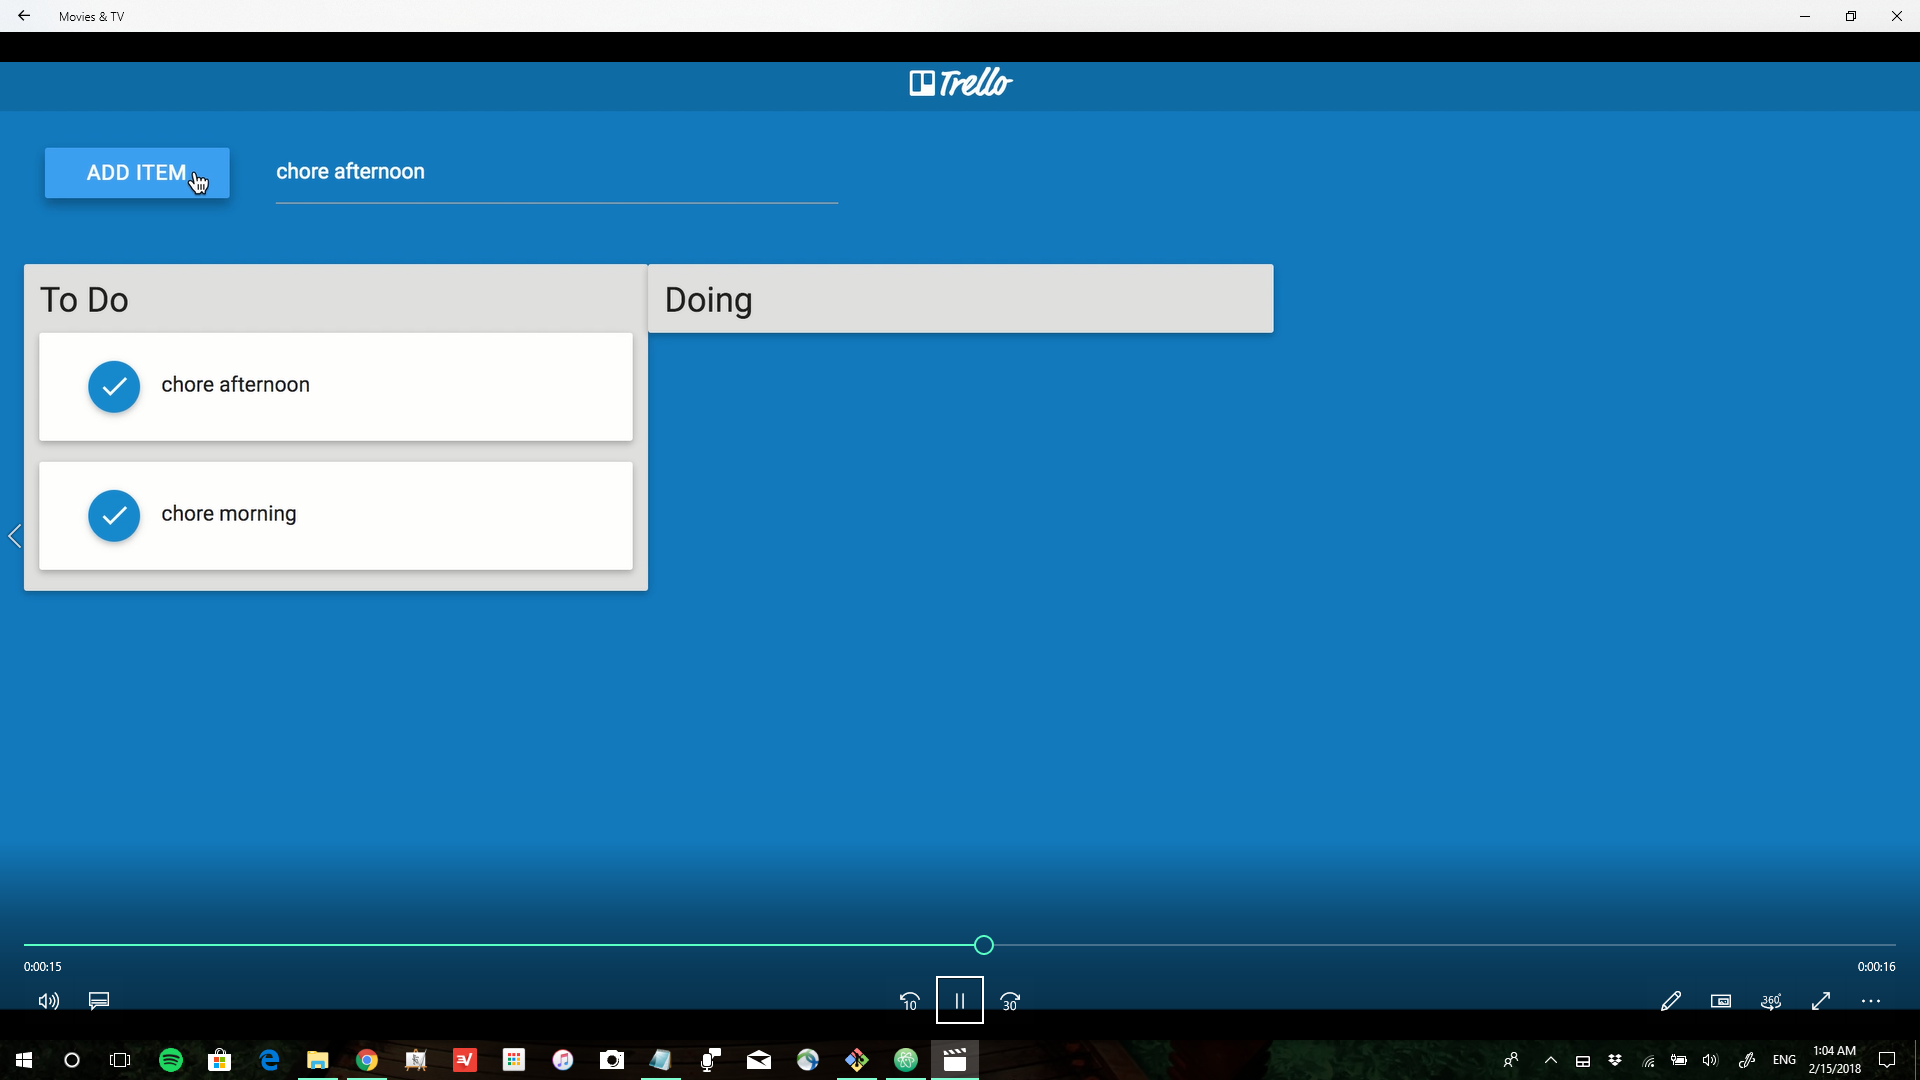 Movies & TV
Trello
ADD ITEM
chore afternoon
To Do
Doing
chore afternoon
chore morning
0:00:15
0:00:16
10
30
360°
ENG
1:04 AM
2/15/2018